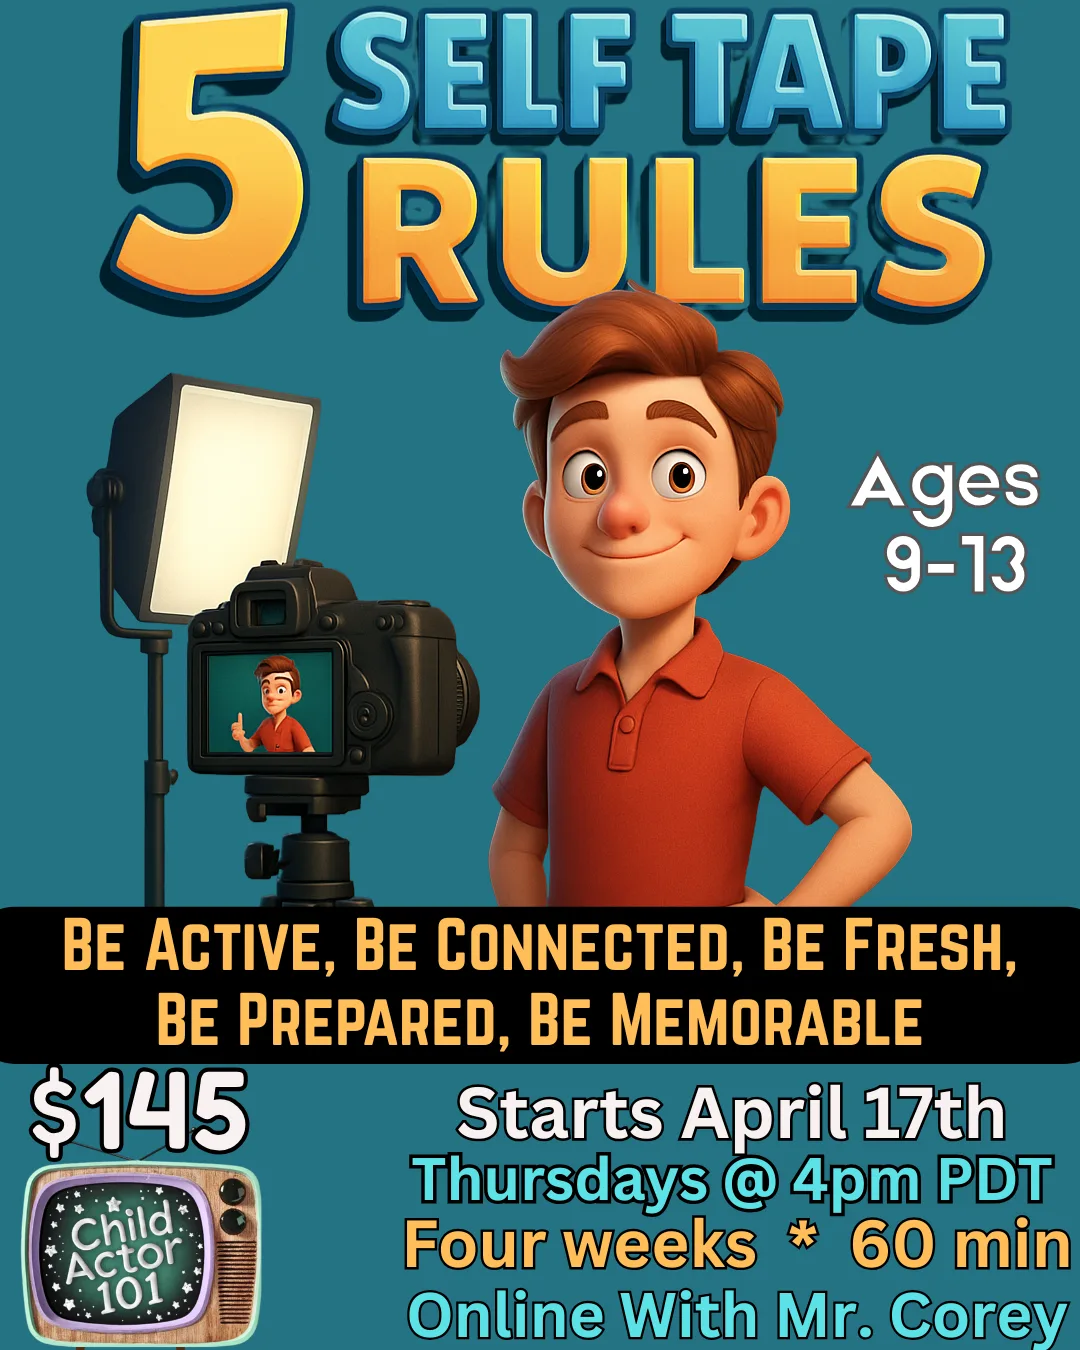 5 SELF TAPE
RULES
Ages
9-13
Be Active, Be Connected, Be Fresh,
Be Prepared, Be Memorable
$145
Child
Actor
101
Starts April 17th
Thursdays @ 4pm PDT
Four weeks * 60 min
Online With Mr. Corey